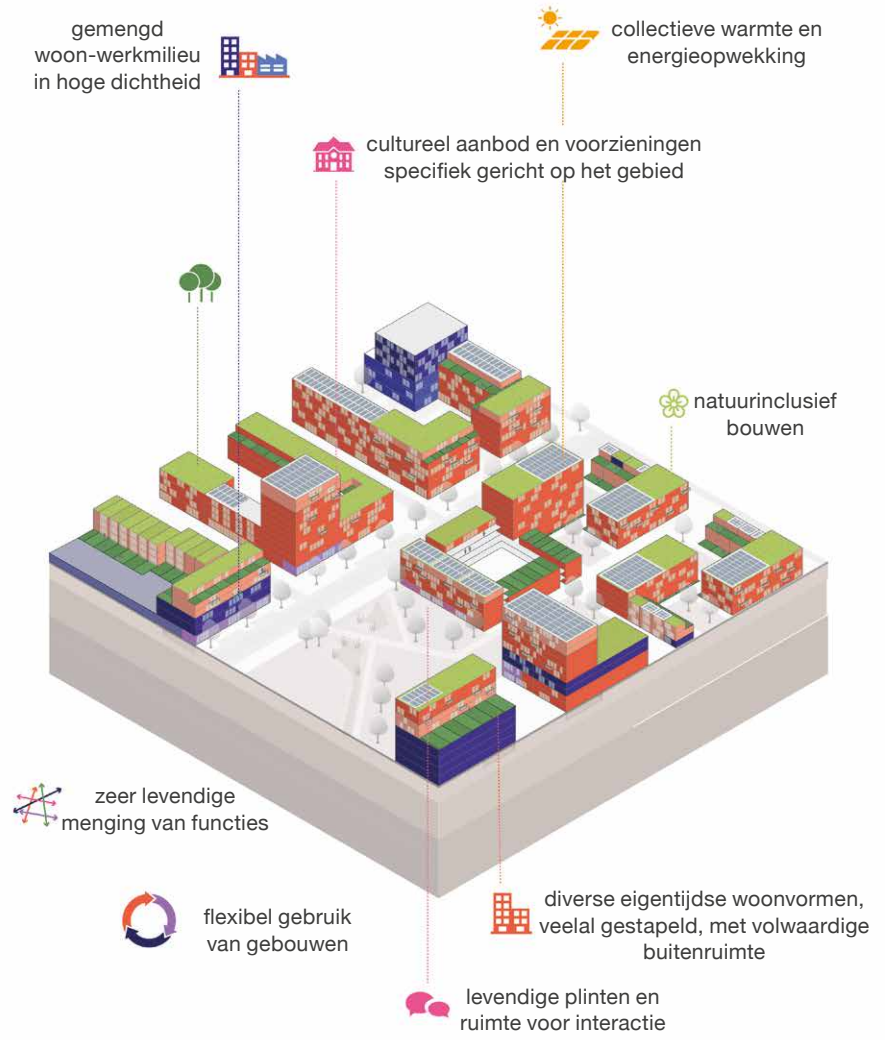 gemengd
woon-werkmilieu
in hoge dichtheid
collectieve warmte en
energieopwekking
cultureel aanbod en voorzieningen
specifiek gericht op het gebied
natuurinclusief
bouwen
zeer levendige
menging van functies
flexibel gebruik
van gebouwen
diverse eigentijdse woonvormen,
veelal gestapeld, met volwaardige
buitenruimte
levendige plinten en
ruimte voor interactie